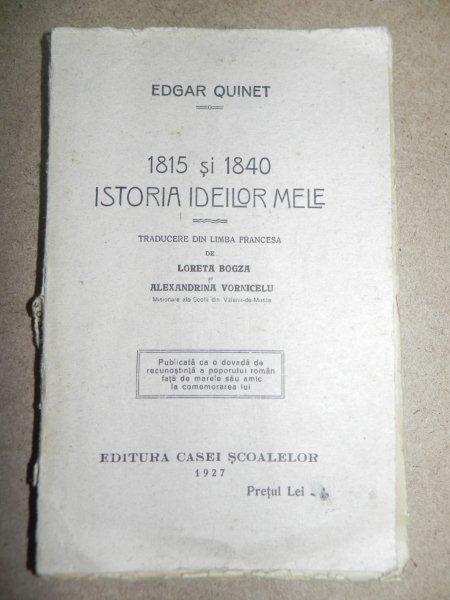 EDGAR QUINET
1815 și 1840
ISTORIA IDEILOR MELE
TRADUCERE DIN LIMBA FRANCESA
DE
LORETA BOGZA
și
ALEXANDRINA VORNICELU
Misionare ale Școlii din Vălenii-de-Munte
Publicată ca o dovadă de
recunoștință a poporului român
față de marele său amic
la comemorarea lui
EDITURA CASEI ȘCOALELOR
1927
Prețul Lei